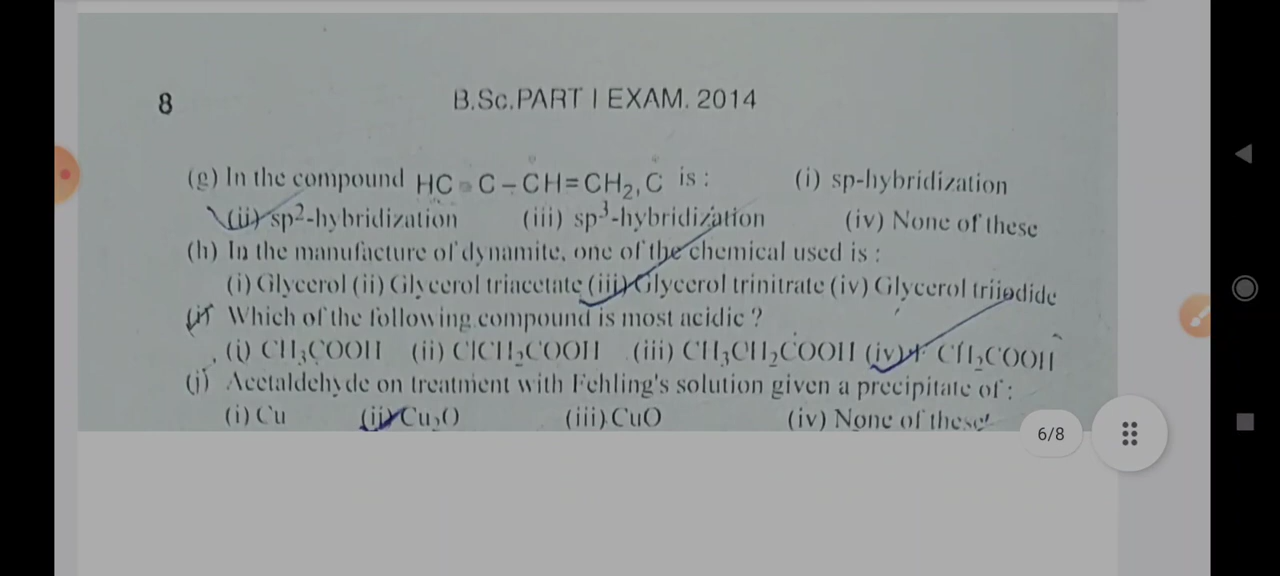 8 B.Sc.PART I EXAM. 2014
(g) In the compound HC ≡ C – CH=CH₂, C is : (i) sp-hybridization
(ii) sp²-hybridization (iii) sp³-hybridization (iv) None of these
(h) In the manufacture of dynamite, one of the chemical used is :
(i) Glycerol (ii) Glycerol triacetate (iii) Glycerol trinitrate (iv) Glycerol triiodide
Which of the following compound is most acidic ?
(i) CH₃COOH (ii) ClCH₂COOH (iii) CH₃CH₂COOH (iv) CH₂COOH
(j) Acetaldehyde on treatment with Fehling's solution given a precipitate of :
(i) Cu (ii) Cu₂O (iii) CuO (iv) None of these
6/8